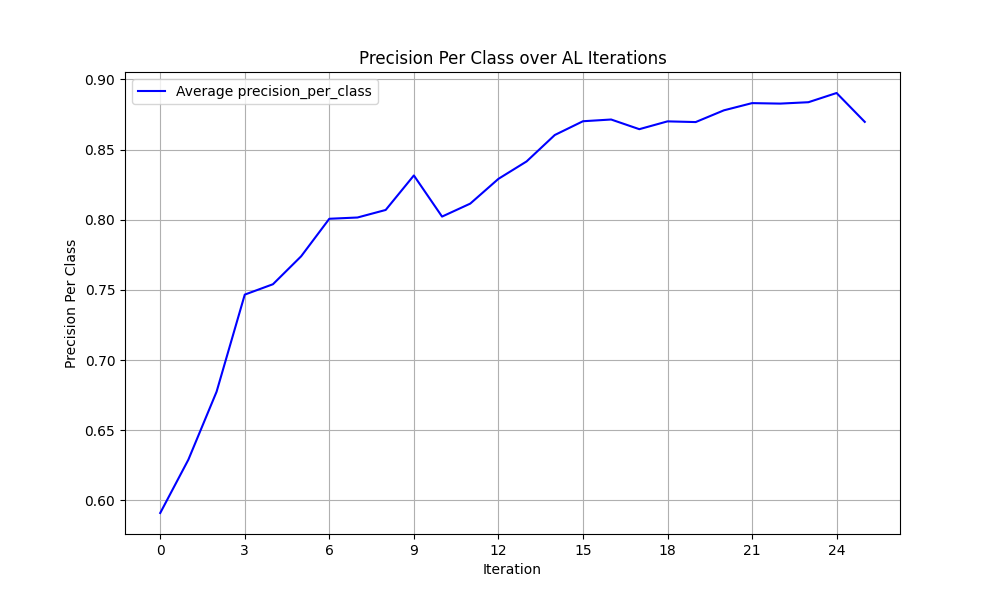 Precision Per Class over AL Iterations
Average precision_per_class
Precision Per Class
0.90
0.85
0.80
0.75
0.70
0.65
0.60
0 3 6 9 12 15 18 21 24
Iteration